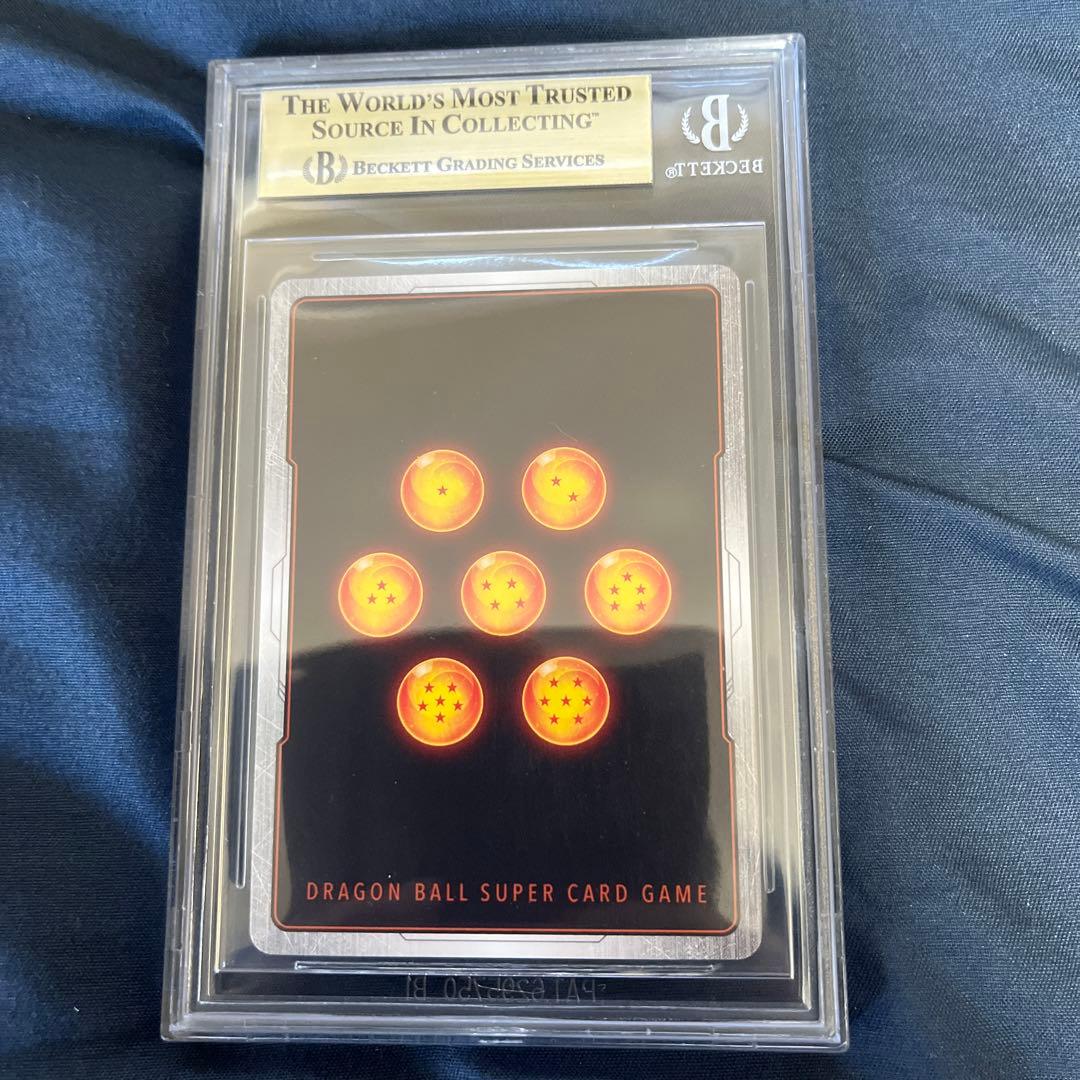 THE WORLD'S MOST TRUSTED
SOURCE IN COLLECTING™
B BECKETT GRADING SERVICES
B
BECKETT®
DRAGON BALL SUPER CARD GAME